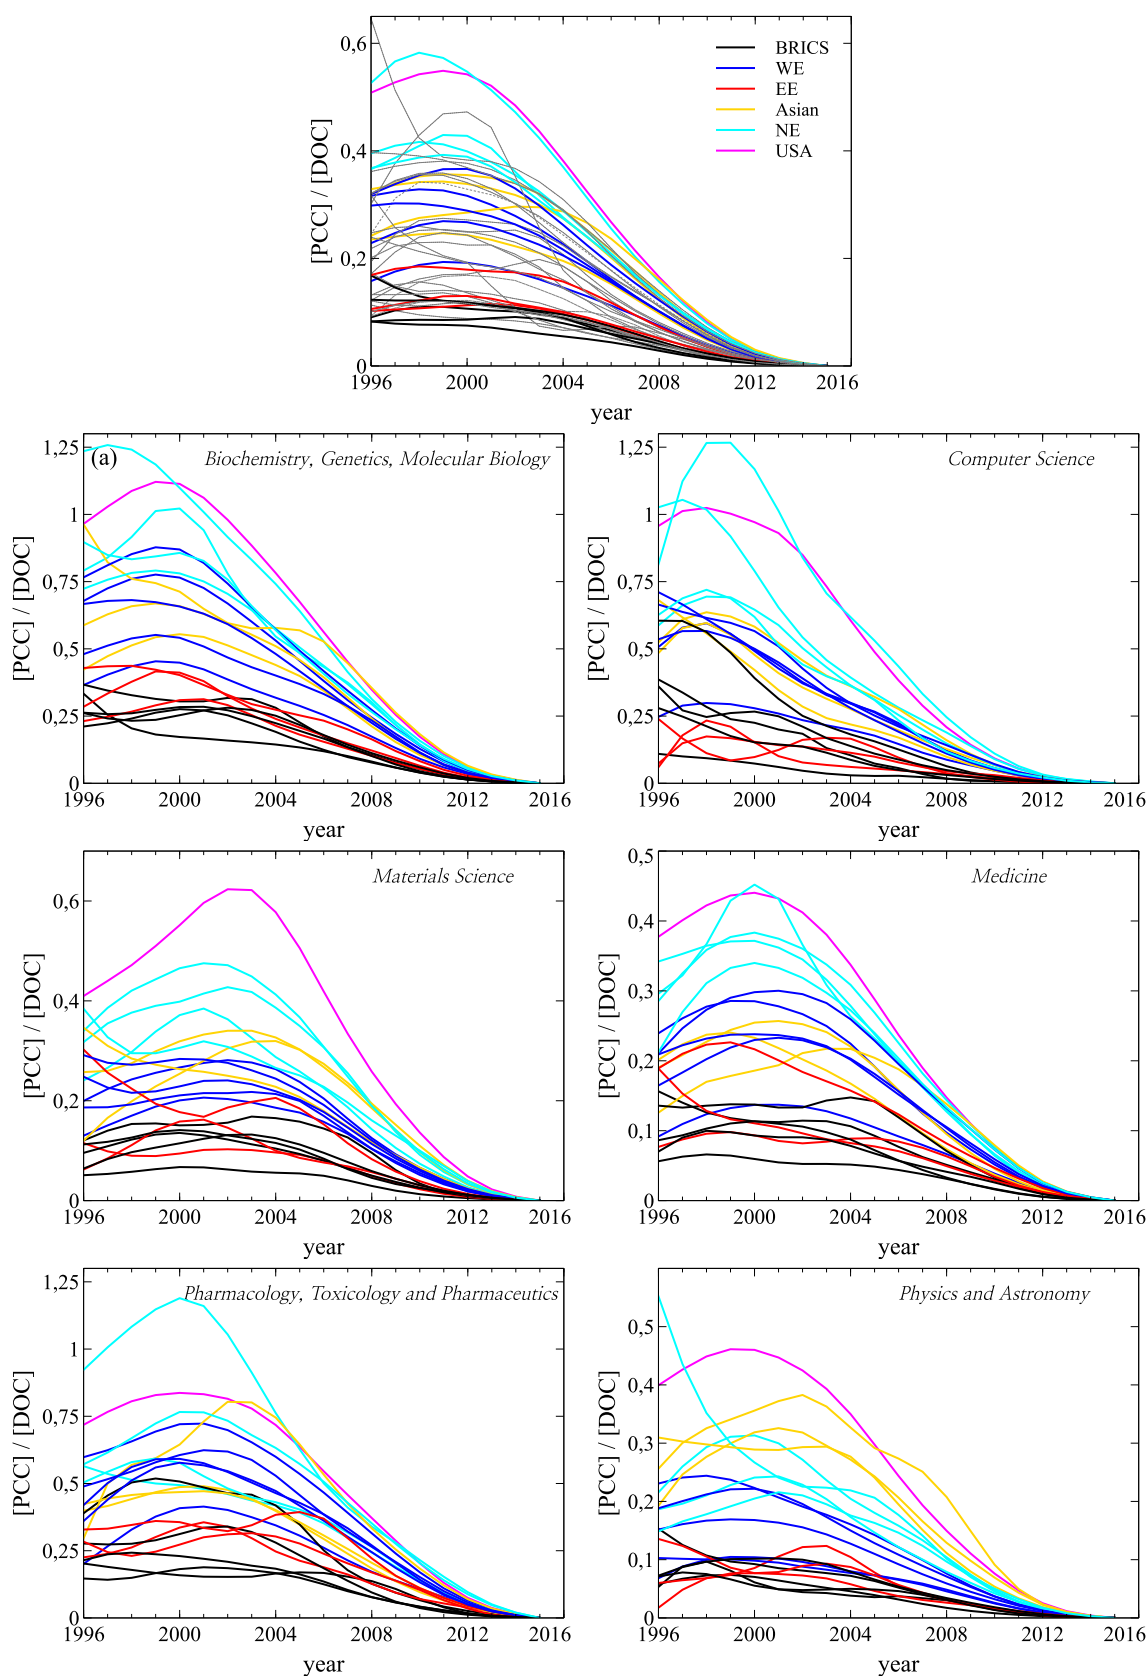 0,6
0,4
0,2
0
[PCC] / [DOC]
BRICS
WE
EE
Asian
NE
USA
1996 2000 2004 2008 2012 2016
year
(a)
Biochemistry, Genetics, Molecular Biology
1,25
1
0,75
0,5
0,25
0
[PCC] / [DOC]
1996 2000 2004 2008 2012 2016
year
Computer Science
1,25
1
0,75
0,5
0,25
0
[PCC] / [DOC]
1996 2000 2004 2008 2012 2016
year
Materials Science
0,6
0,4
0,2
0
[PCC] / [DOC]
1996 2000 2004 2008 2012 2016
year
Medicine
0,5
0,4
0,3
0,2
0,1
0
[PCC] / [DOC]
1996 2000 2004 2008 2012 2016
year
Pharmacology, Toxicology and Pharmaceutics
1,25
1
0,75
0,5
0,25
0
[PCC] / [DOC]
1996 2000 2004 2008 2012 2016
year
Physics and Astronomy
0,5
0,4
0,3
0,2
0,1
0
[PCC] / [DOC]
1996 2000 2004 2008 2012 2016
year